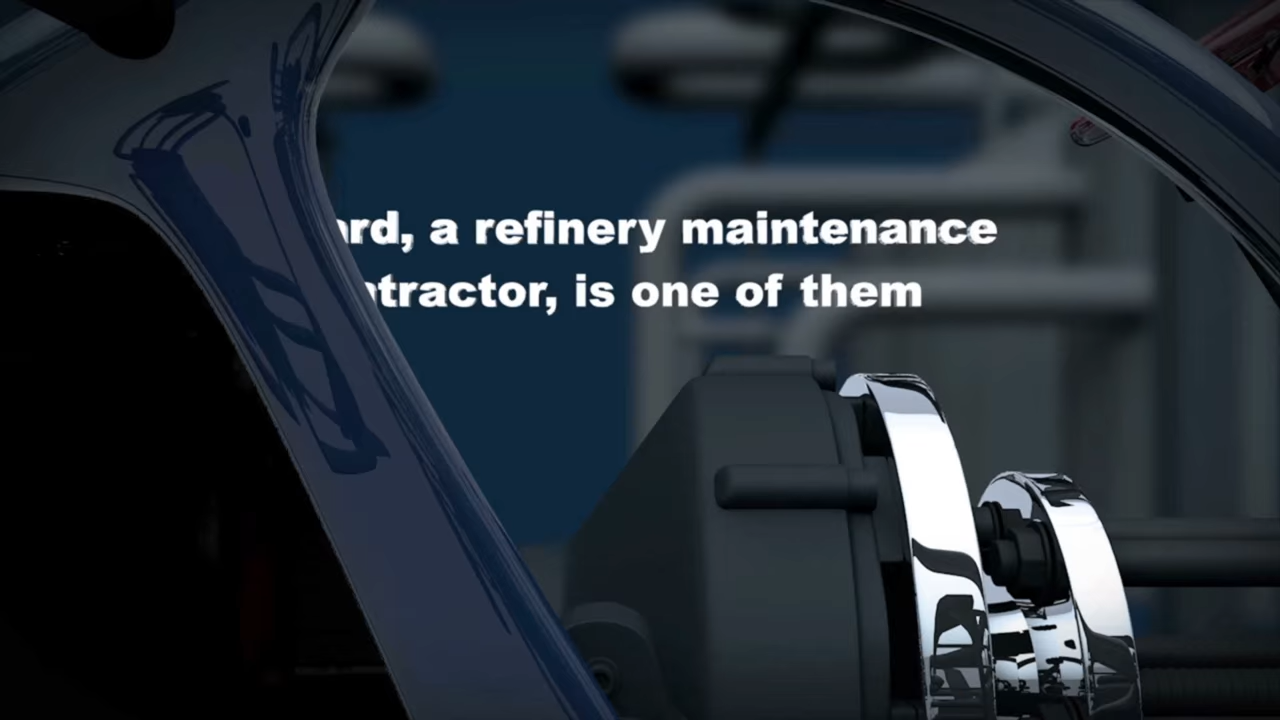 a refinery maintenance
is one of them